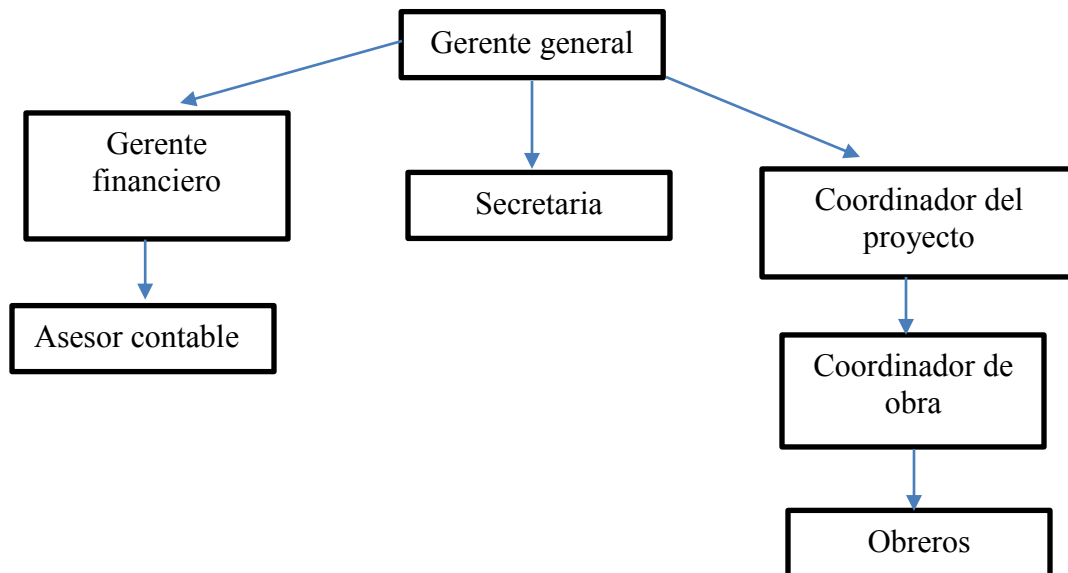 Gerente general
Gerente
financiero
Secretaria
Coordinador del
proyecto
Asesor contable
Coordinador de
obra
Obreros